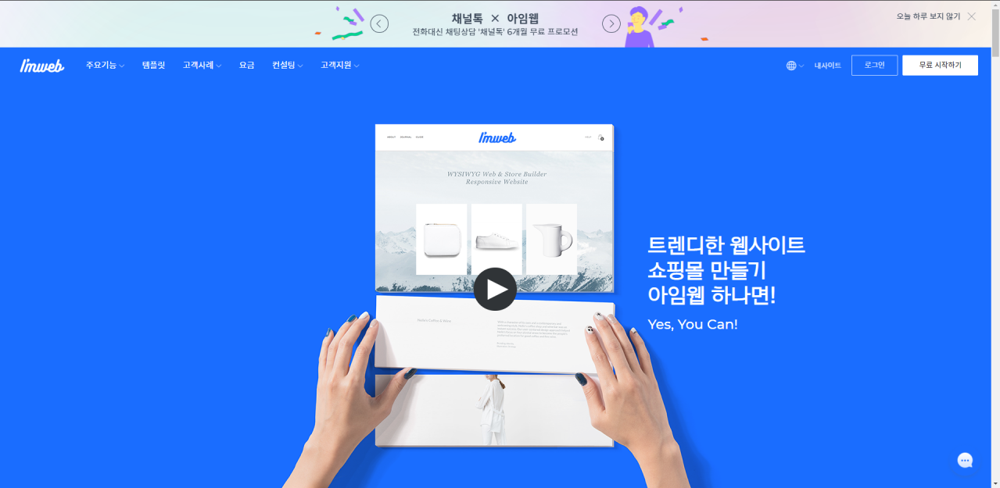 채널톡 × 아임웹
전화대신 채팅상담 '채널톡' 6개월 무료 프로모션
오늘 하루 보지 않기
I'mweb
주요기능
템플릿
고객사례
요금
컨설팅
고객지원
내사이트
로그인
무료 시작하기
ABOUT JOURNAL GUIDE
I'mweb
HELP
WYSIWYG Web & Store Builder
Responsive Website
트렌디한 웹사이트
쇼핑몰 만들기
아임웹 하나면!
Yes, You Can!